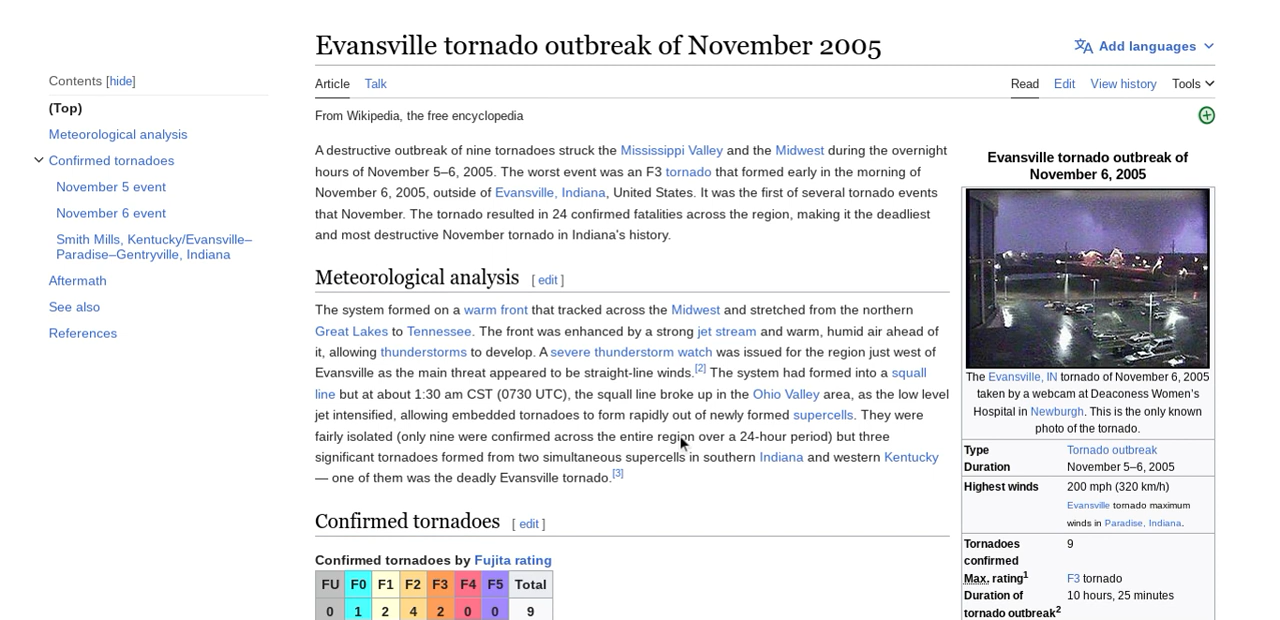 Evansville tornado outbreak of November 2005
Add languages
Contents [hide]
(Top)
Meteorological analysis
Confirmed tornadoes
November 5 event
November 6 event
Smith Mills, Kentucky/Evansville–
Paradise–Gentryville, Indiana
Aftermath
See also
References
Article Talk
Read Edit View history Tools
From Wikipedia, the free encyclopedia
A destructive outbreak of nine tornadoes struck the Mississippi Valley and the Midwest during the overnight
hours of November 5–6, 2005. The worst event was an F3 tornado that formed early in the morning of
November 6, 2005, outside of Evansville, Indiana, United States. It was the first of several tornado events
that November. The tornado resulted in 24 confirmed fatalities across the region, making it the deadliest
and most destructive November tornado in Indiana's history.
Meteorological analysis [ edit ]
The system formed on a warm front that tracked across the Midwest and stretched from the northern
Great Lakes to Tennessee. The front was enhanced by a strong jet stream and warm, humid air ahead of
it, allowing thunderstorms to develop. A severe thunderstorm watch was issued for the region just west of
Evansville as the main threat appeared to be straight-line winds.[2] The system had formed into a squall
line but at about 1:30 am CST (0730 UTC), the squall line broke up in the Ohio Valley area, as the low level
jet intensified, allowing embedded tornadoes to form rapidly out of newly formed supercells. They were
fairly isolated (only nine were confirmed across the entire region over a 24-hour period) but three
significant tornadoes formed from two simultaneous supercells in southern Indiana and western Kentucky
— one of them was the deadly Evansville tornado.[3]
Confirmed tornadoes [ edit ]
Confirmed tornadoes by Fujita rating
FU F0 F1 F2 F3 F4 F5 Total
0 1 2 4 2 0 0 9
Evansville tornado outbreak of
November 6, 2005
The Evansville, IN tornado of November 6, 2005
taken by a webcam at Deaconess Women's
Hospital in Newburgh. This is the only known
photo of the tornado.
Type Tornado outbreak
Duration November 5–6, 2005
Highest winds 200 mph (320 km/h)
Evansville tornado maximum
winds in Paradise, Indiana.
Tornadoes 9
confirmed
Max. rating1 F3 tornado
Duration of 10 hours, 25 minutes
tornado outbreak2